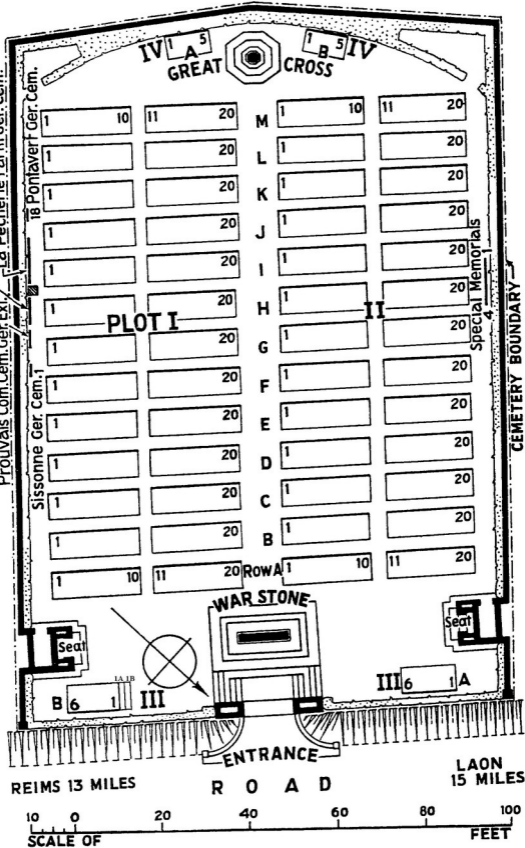 IV 1 A 5
1 B 5 IV
GREAT CROSS
1 10 11 20 M 1 10 11 20
1 20 L 1 20
1 20 K 1 20
1 20 J 1 20
1 20 I 1 20
1 20 H 1 20
PLOT I II
1 20 G 1 20
1 20 F 1 20
1 20 E 1 20
1 20 D 1 20
1 20 C 1 20
1 20 B 1 20
1 10 11 20 ROW A 1 10 11 20
18 Pontavert Ger. Cem.
La Pêcherie Farm Ger. Cem.
Prouvais Com. Cem. Ger. Ex.
Sissonne Ger. Cem. 1
Special Memorials
4 1
CEMETERY BOUNDARY
WAR STONE
Seat
Seat
B 6 1 1A 1B III
III 6 1 A
ENTRANCE
REIMS 13 MILES
ROAD
LAON
15 MILES
10 0 20 40 60 80 100
SCALE OF FEET